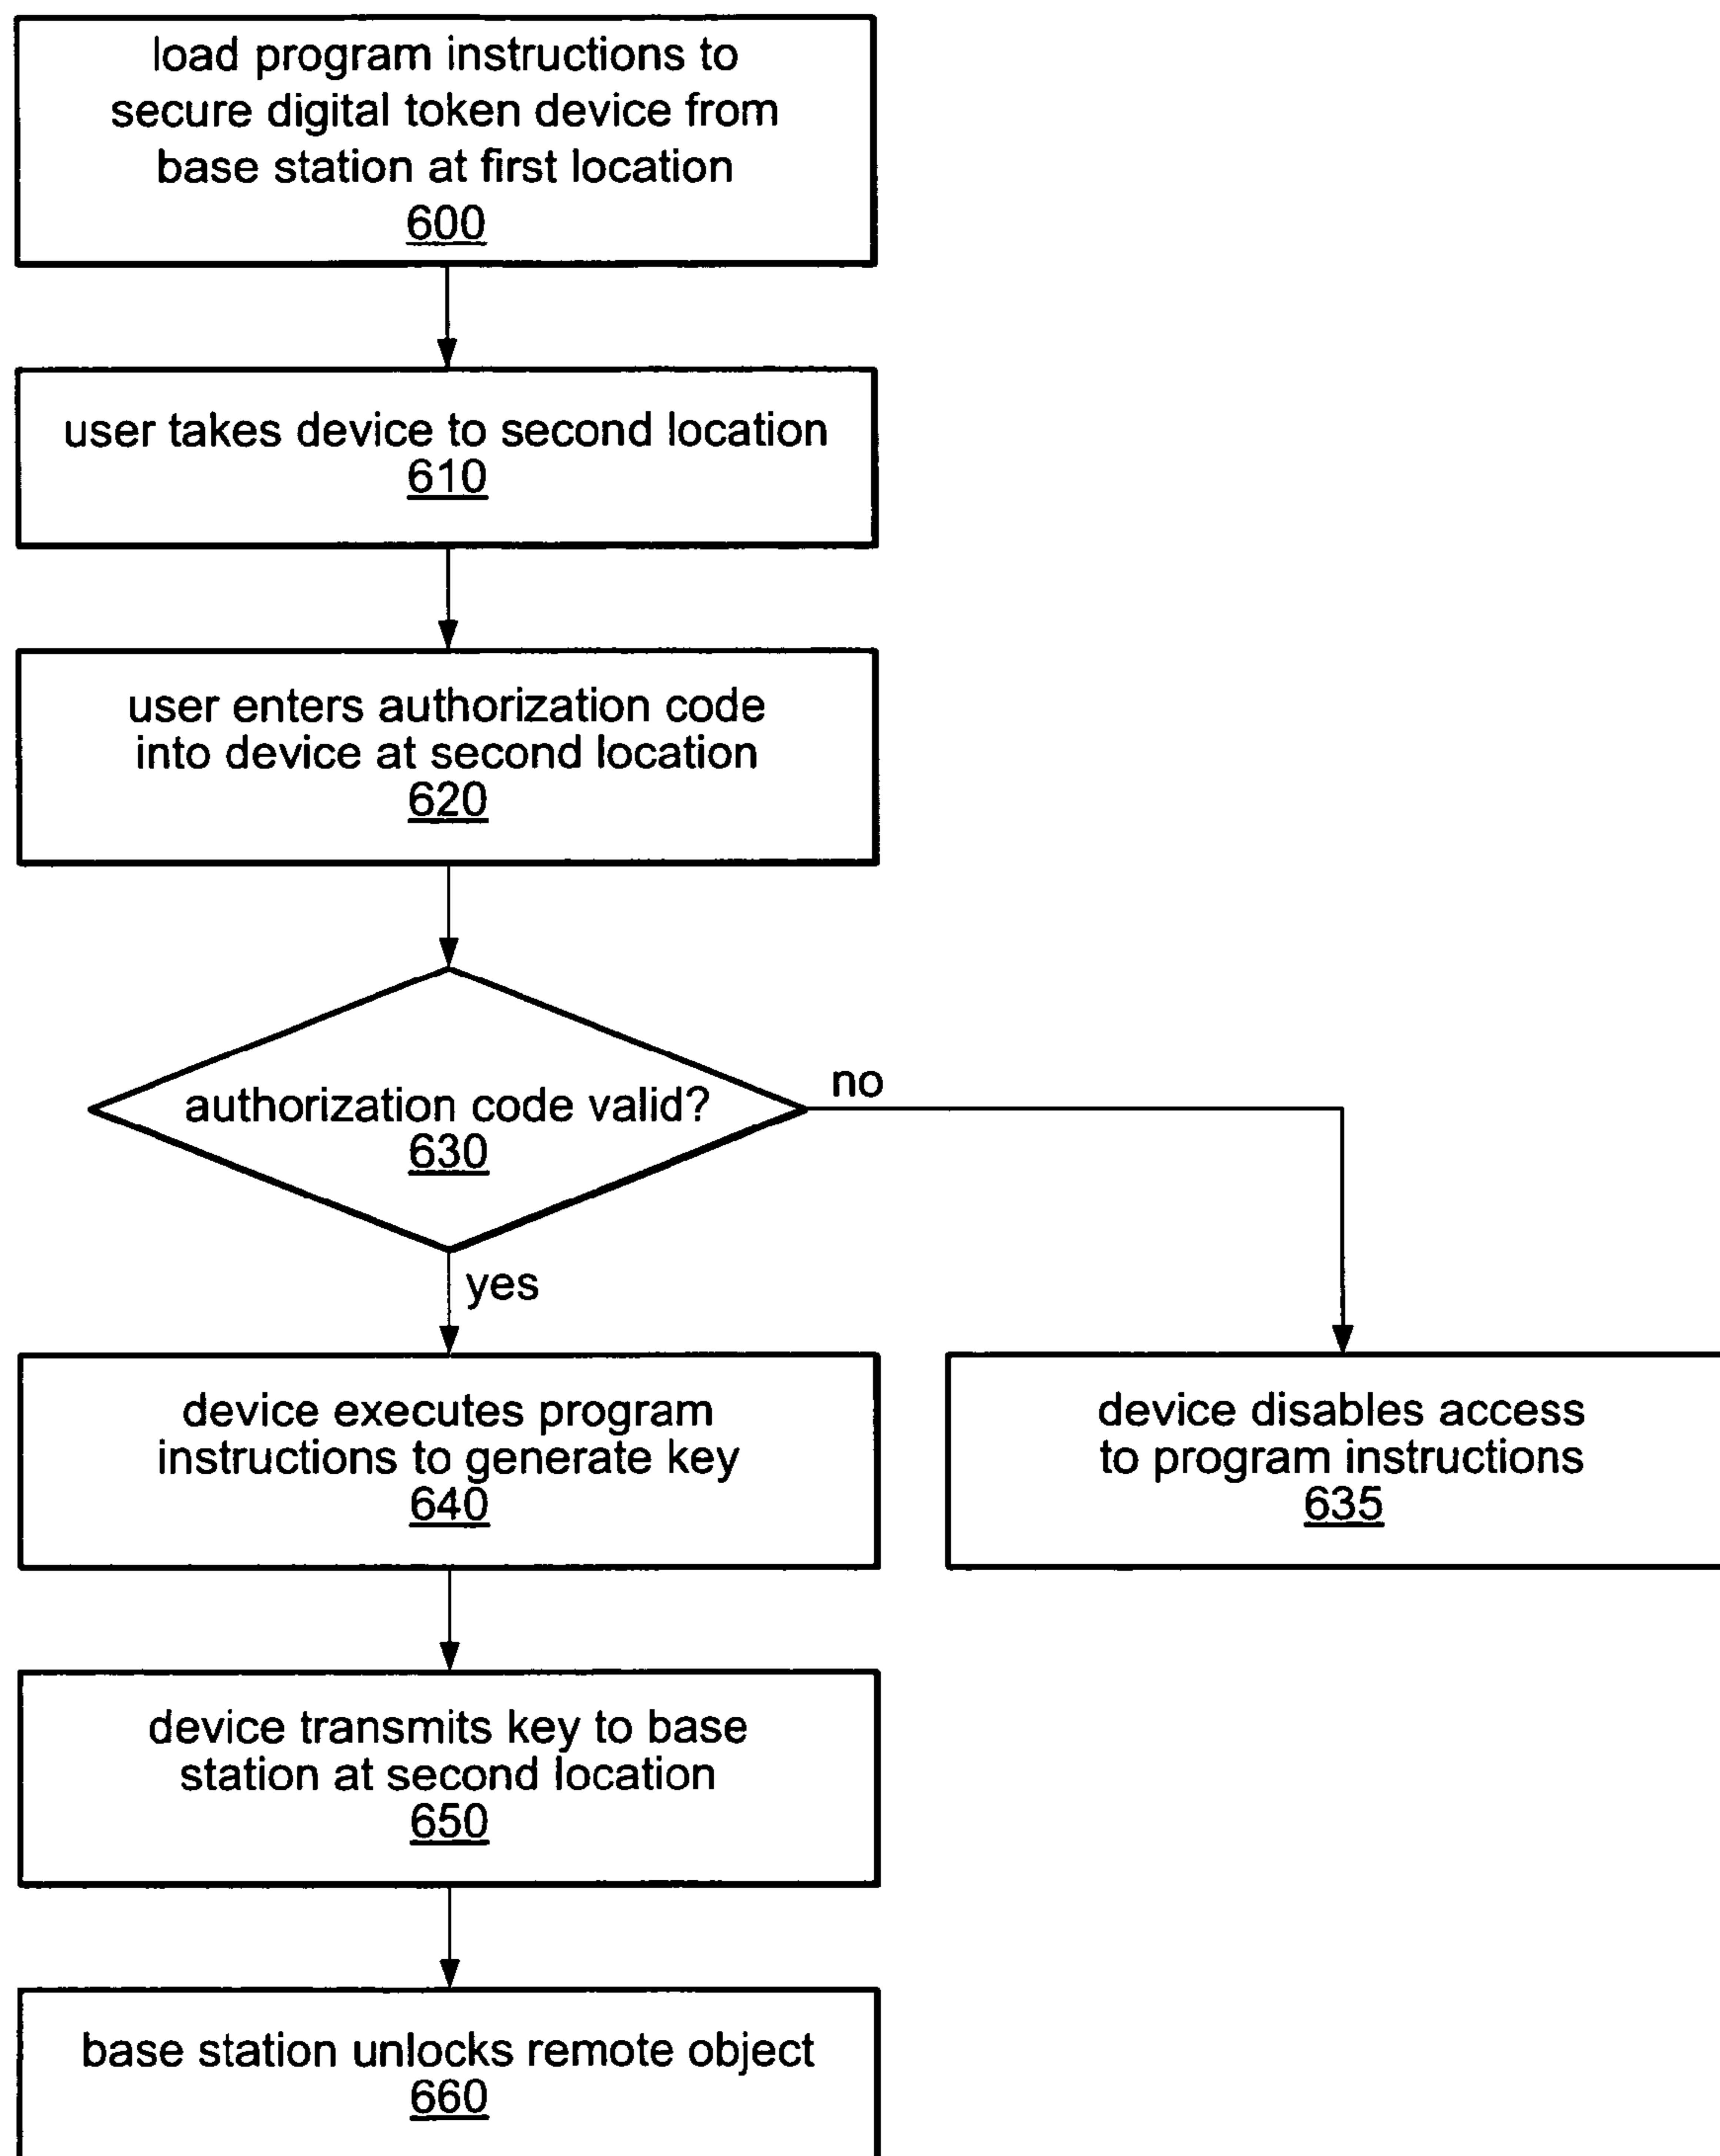 load program instructions to
secure digital token device from
base station at first location
600
user takes device to second location
610
user enters authorization code
into device at second location
620
authorization code valid?
630
no
yes
device executes program
instructions to generate key
640
device disables access
to program instructions
635
device transmits key to base
station at second location
650
base station unlocks remote object
660